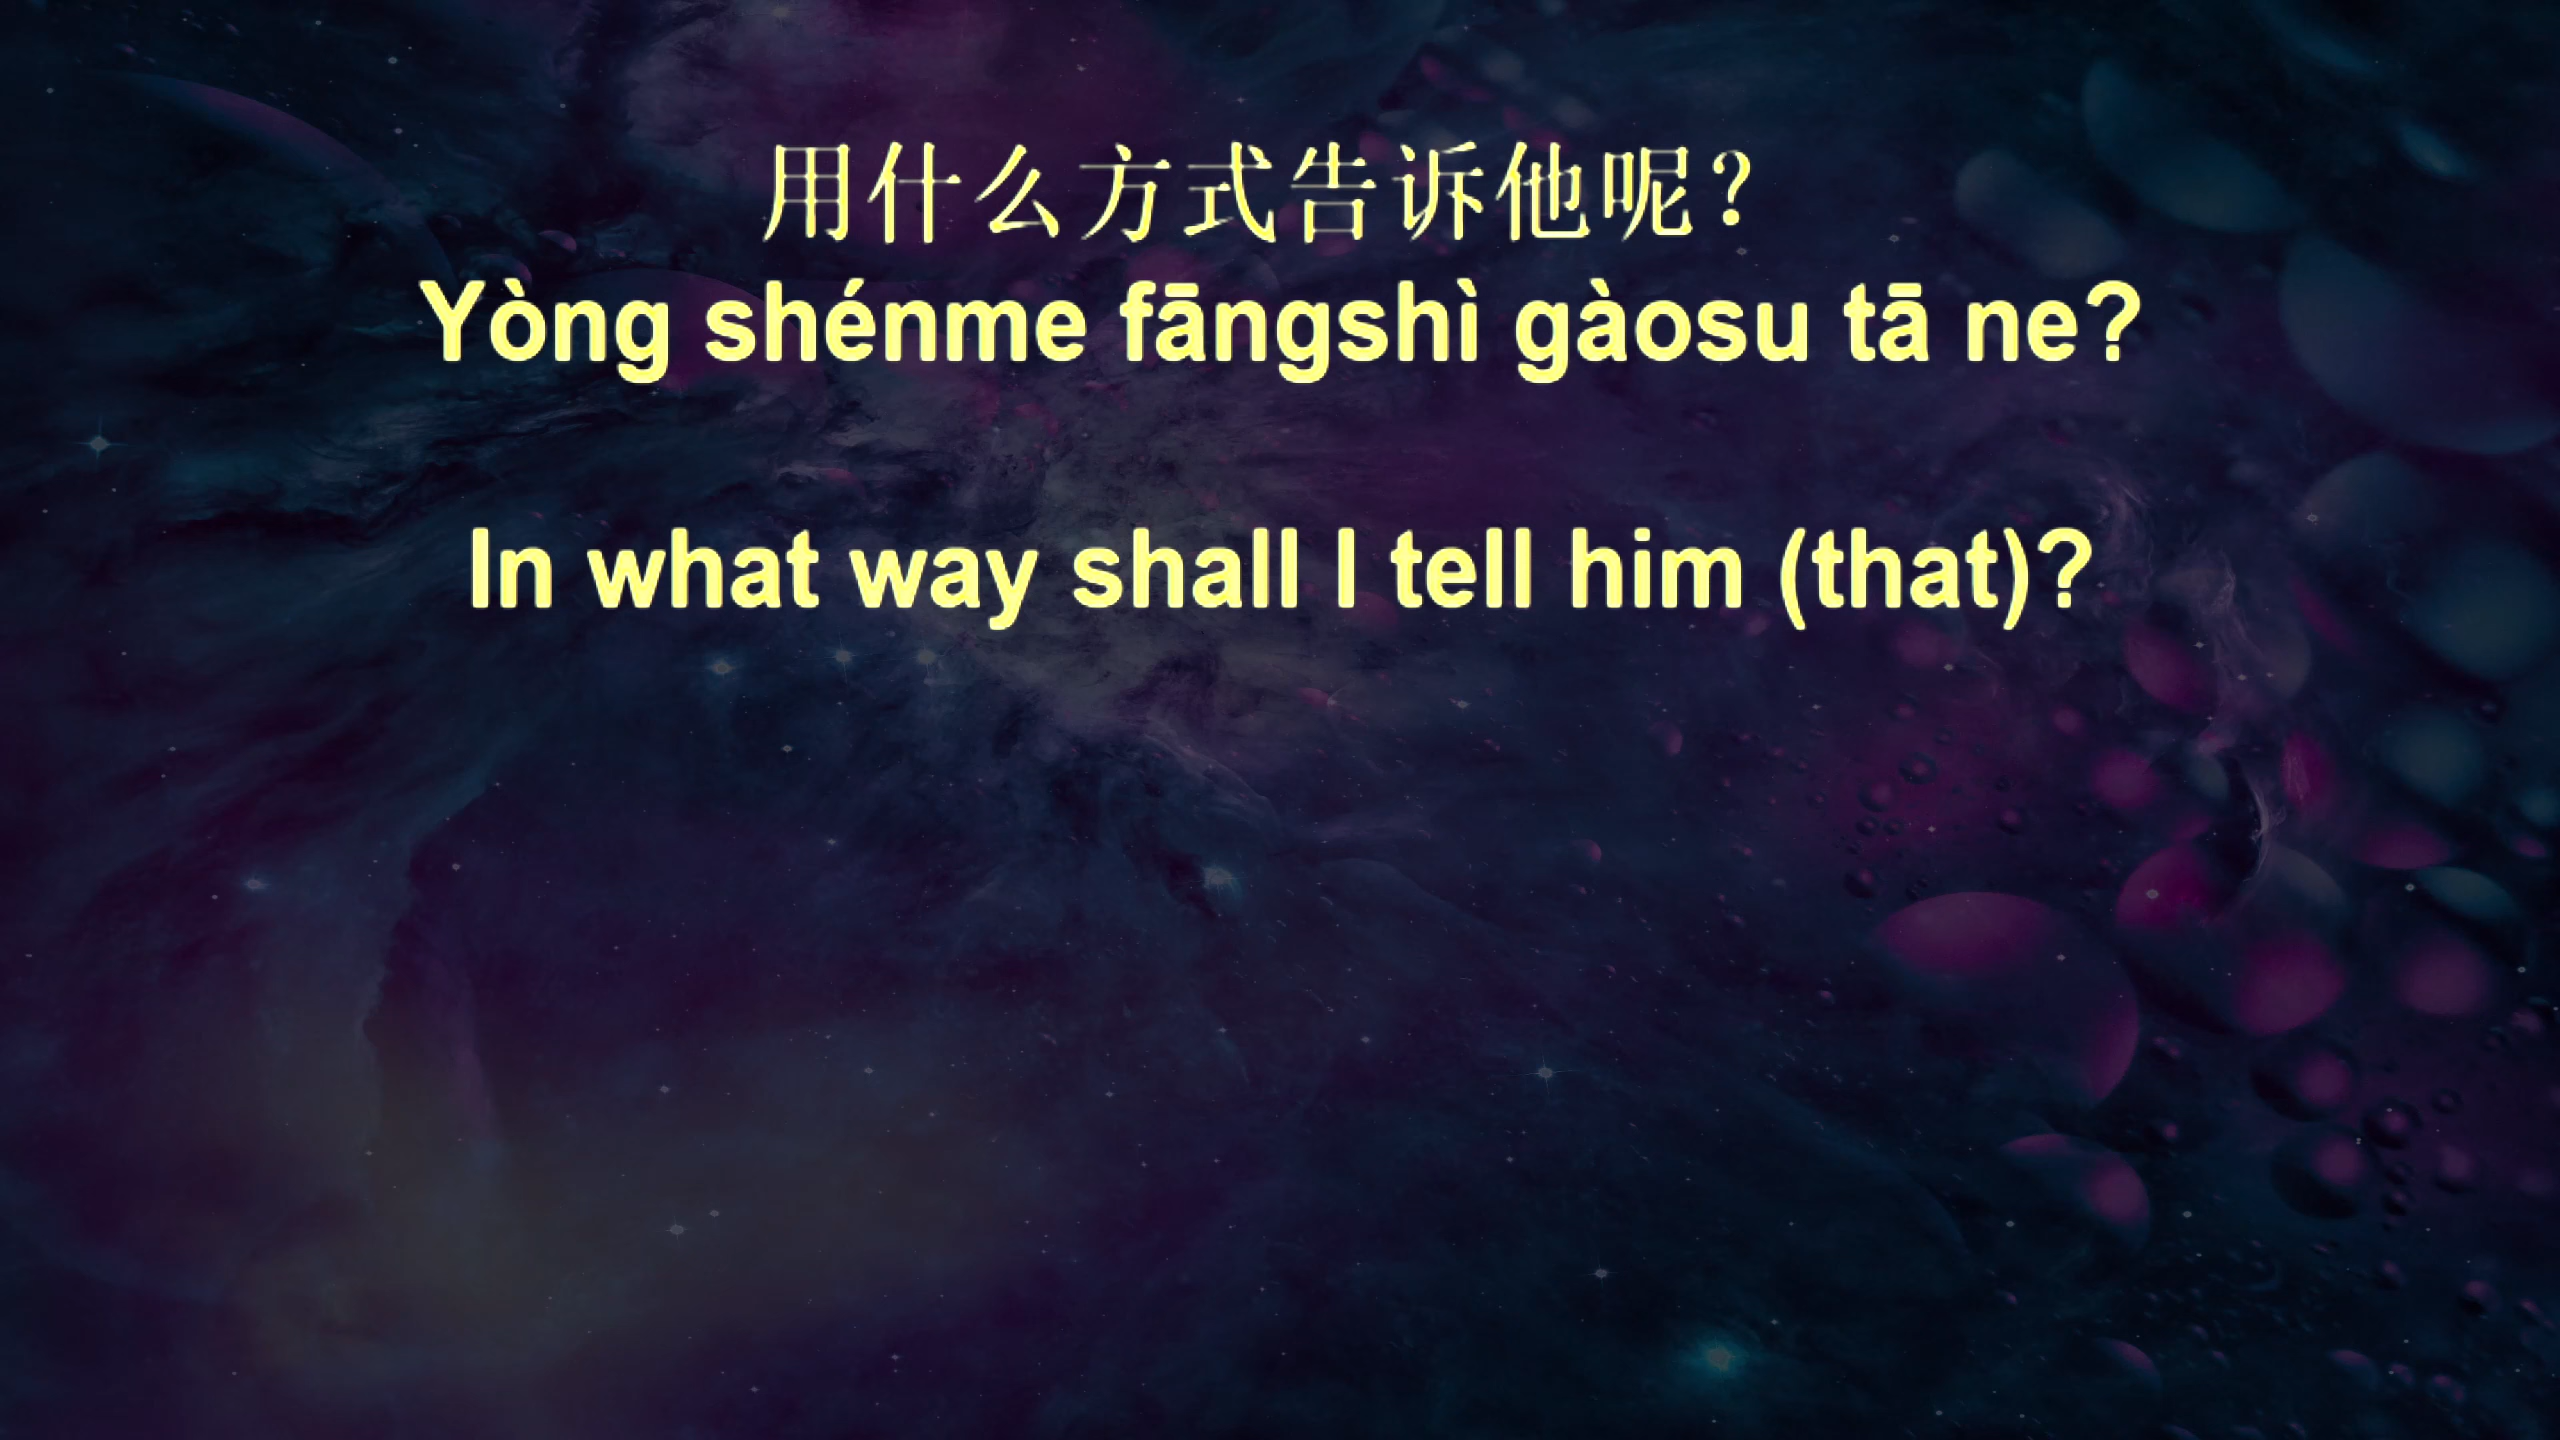 用什么方式告诉他呢？
Yòng shénme fāngshì gàosu tā ne?
In what way shall I tell him (that)?